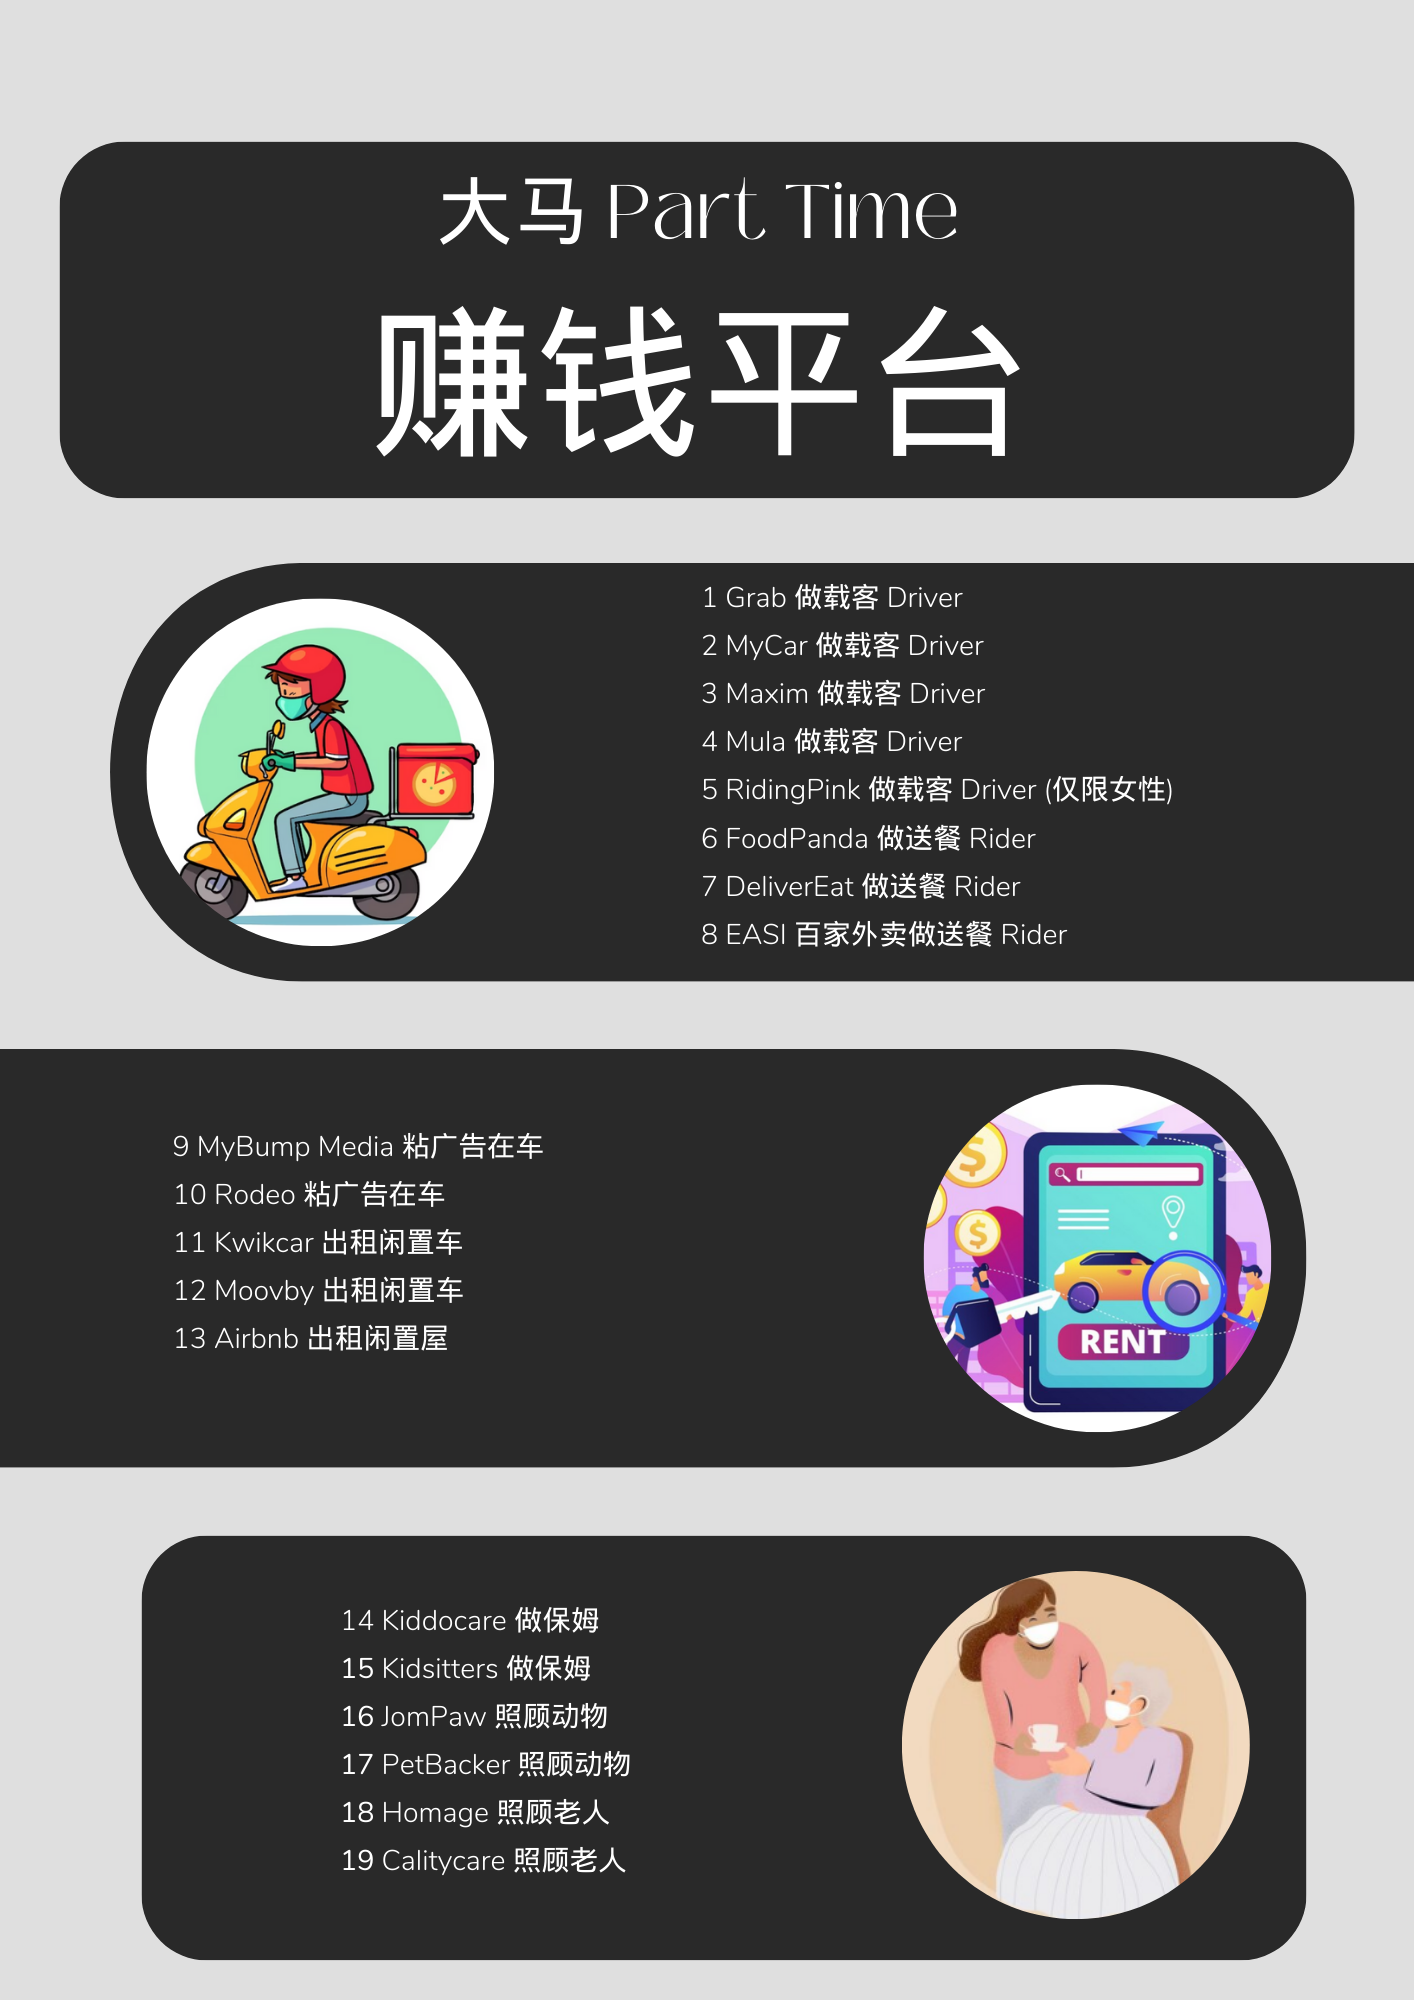 大马 Part Time
赚钱平台
1 Grab 做载客 Driver
2 MyCar 做载客 Driver
3 Maxim 做载客 Driver
4 Mula 做载客 Driver
5 RidingPink 做载客 Driver (仅限女性)
6 FoodPanda 做送餐 Rider
7 DeliverEat 做送餐 Rider
8 EASI 百家外卖做送餐 Rider
9 MyBump Media 粘广告在车
10 Rodeo 粘广告在车
11 Kwikcar 出租闲置车
12 Moovby 出租闲置车
13 Airbnb 出租闲置屋
RENT
14 Kiddocare 做保姆
15 Kidsitters 做保姆
16 JomPaw 照顾动物
17 PetBacker 照顾动物
18 Homage 照顾老人
19 Calitycare 照顾老人